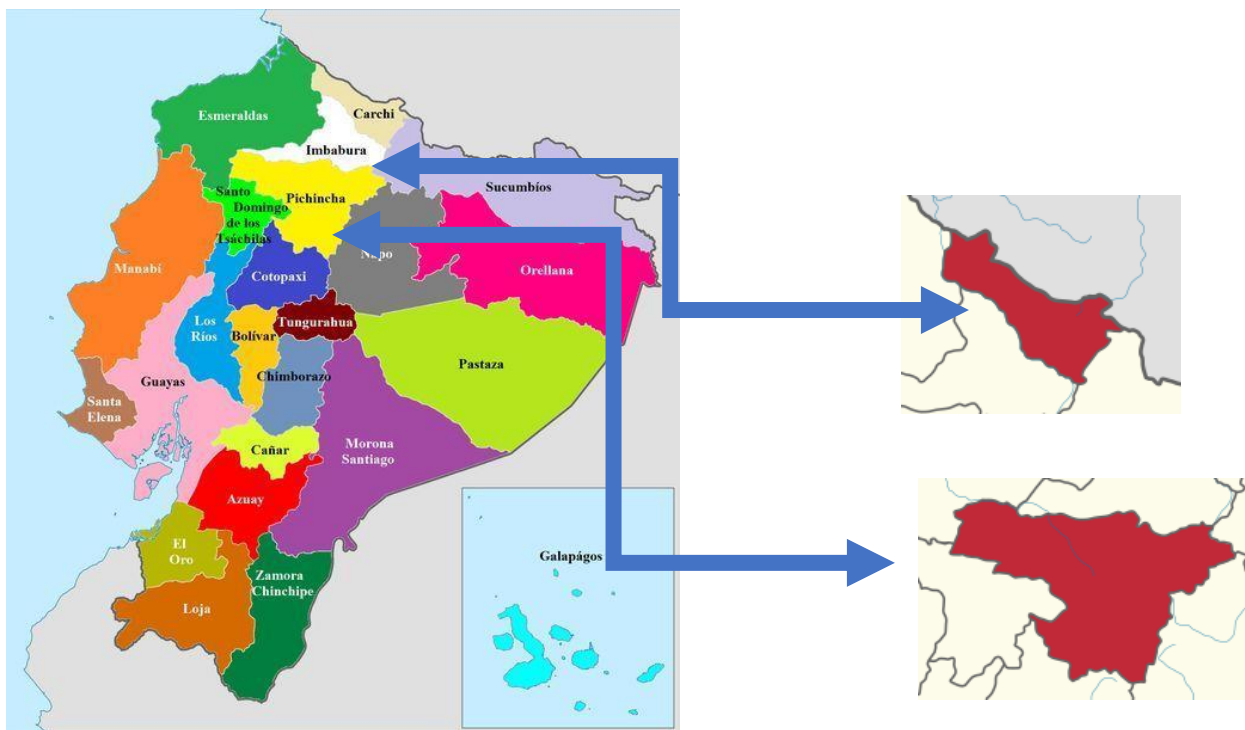 Esmeraldas
Carchi
Imbabura
Sucumbíos
Pichincha
Santo
Domingo
de los
Tsáchilas
Napo
Orellana
Manabí
Cotopaxi
Los
Ríos
Bolívar
Tungurahua
Pastaza
Guayas
Chimborazo
Santa
Elena
Cañar
Morona
Santiago
Azuay
El
Oro
Zamora
Chinchipe
Loja
Galapágos